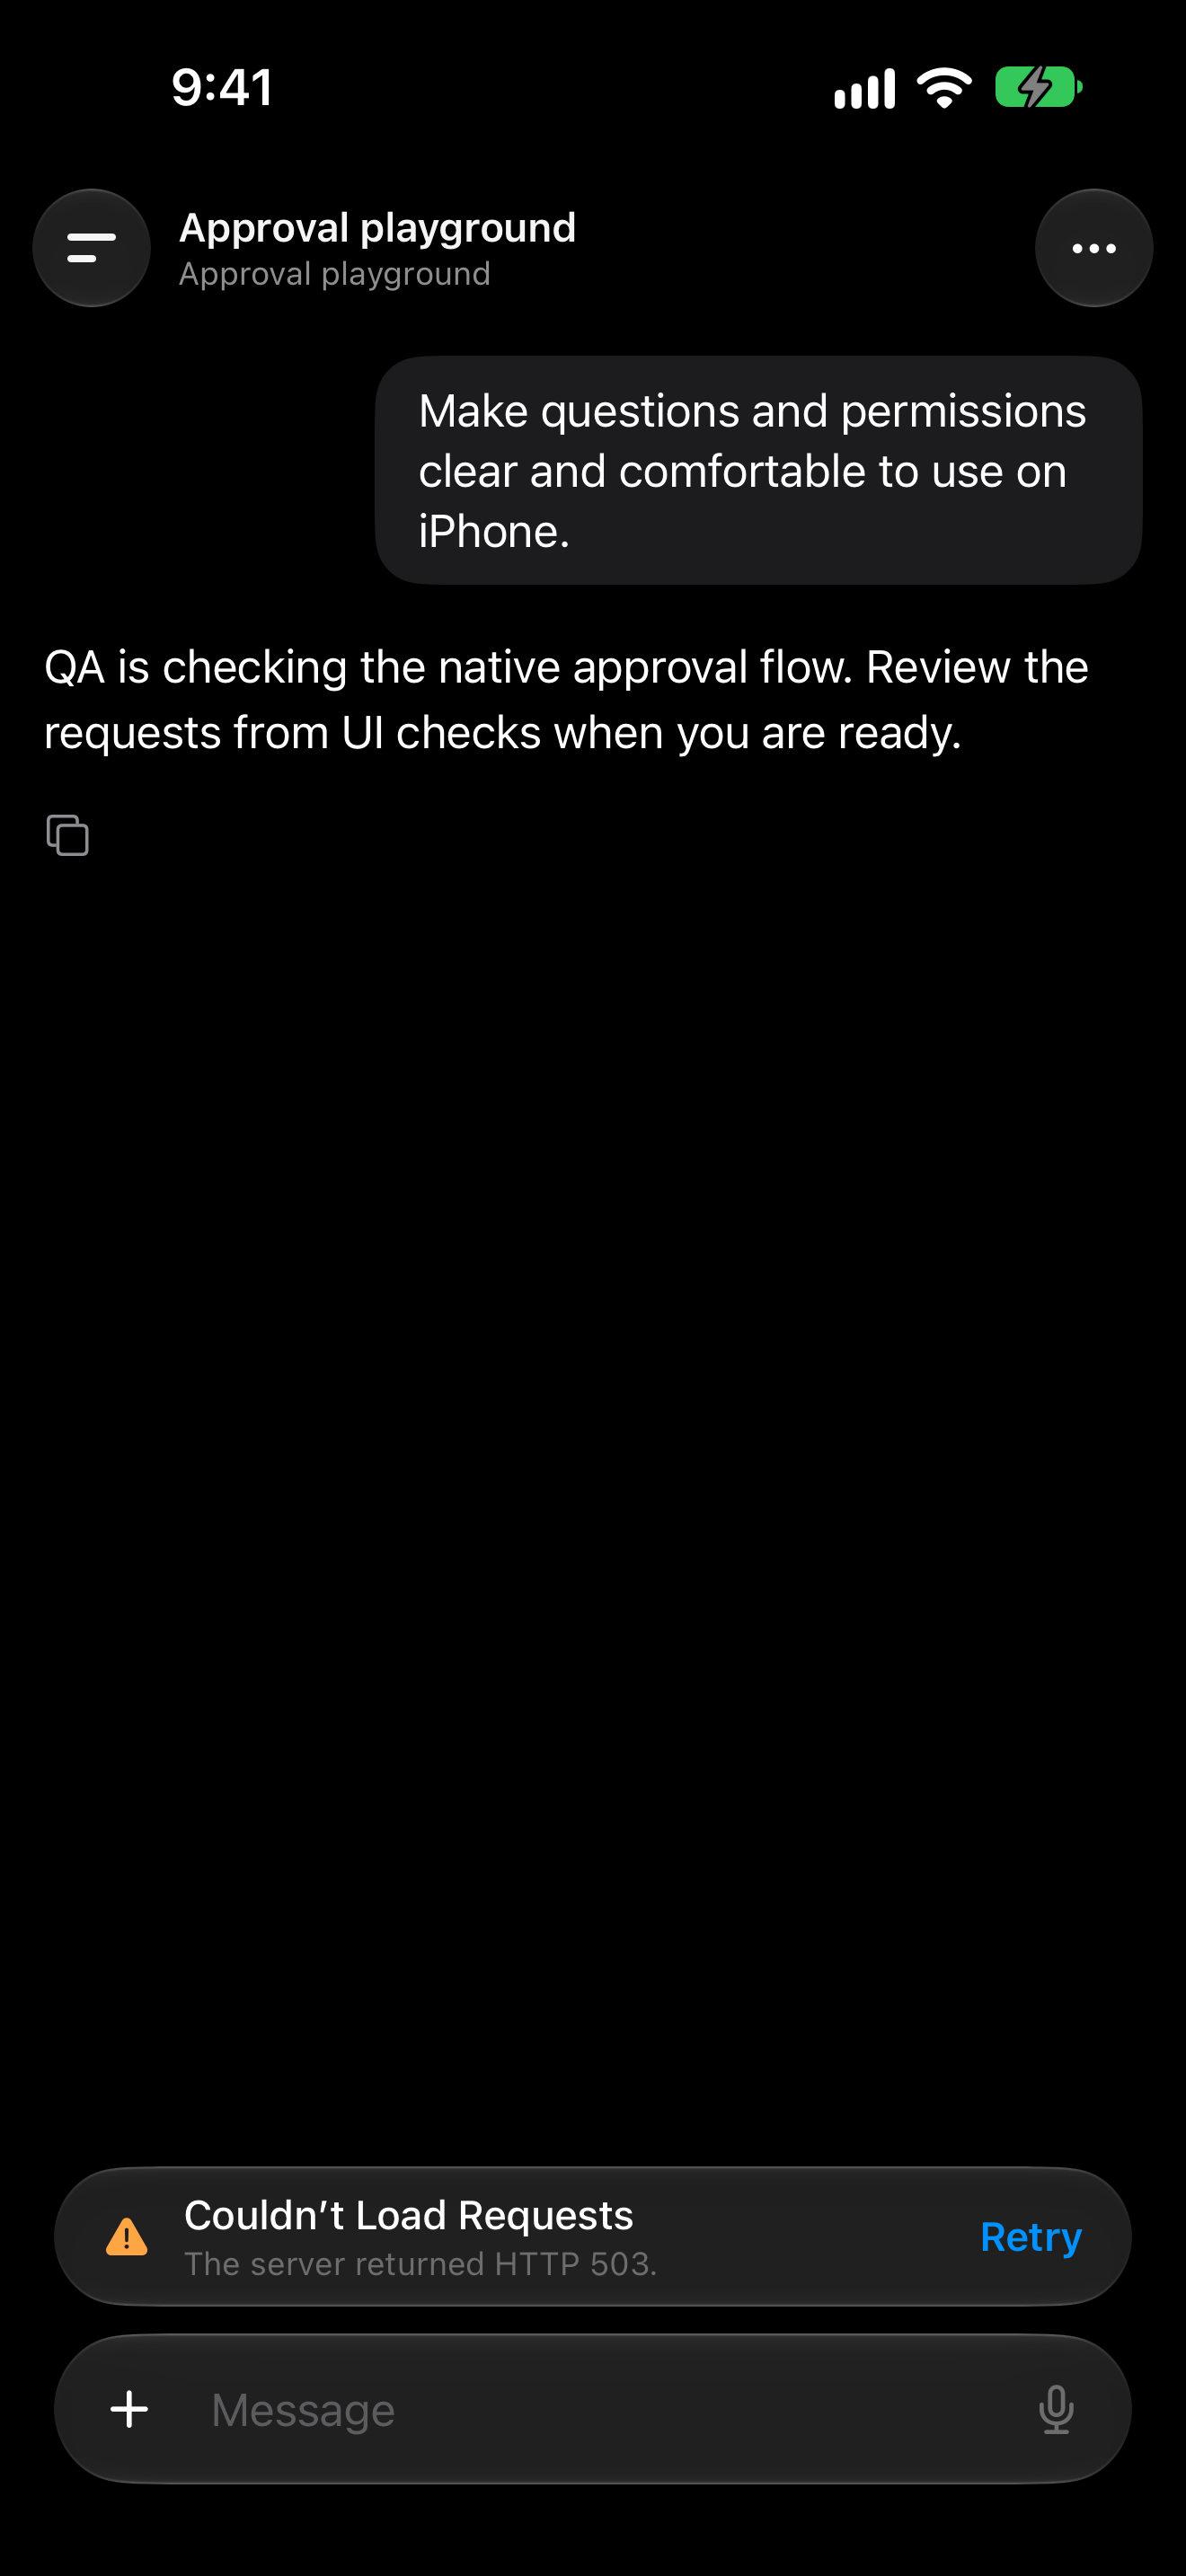 9:41
Approval playground
Approval playground
Make questions and permissions
clear and comfortable to use on
iPhone.
QA is checking the native approval flow. Review the
requests from UI checks when you are ready.
Couldn’t Load Requests
The server returned HTTP 503.
Retry
Message